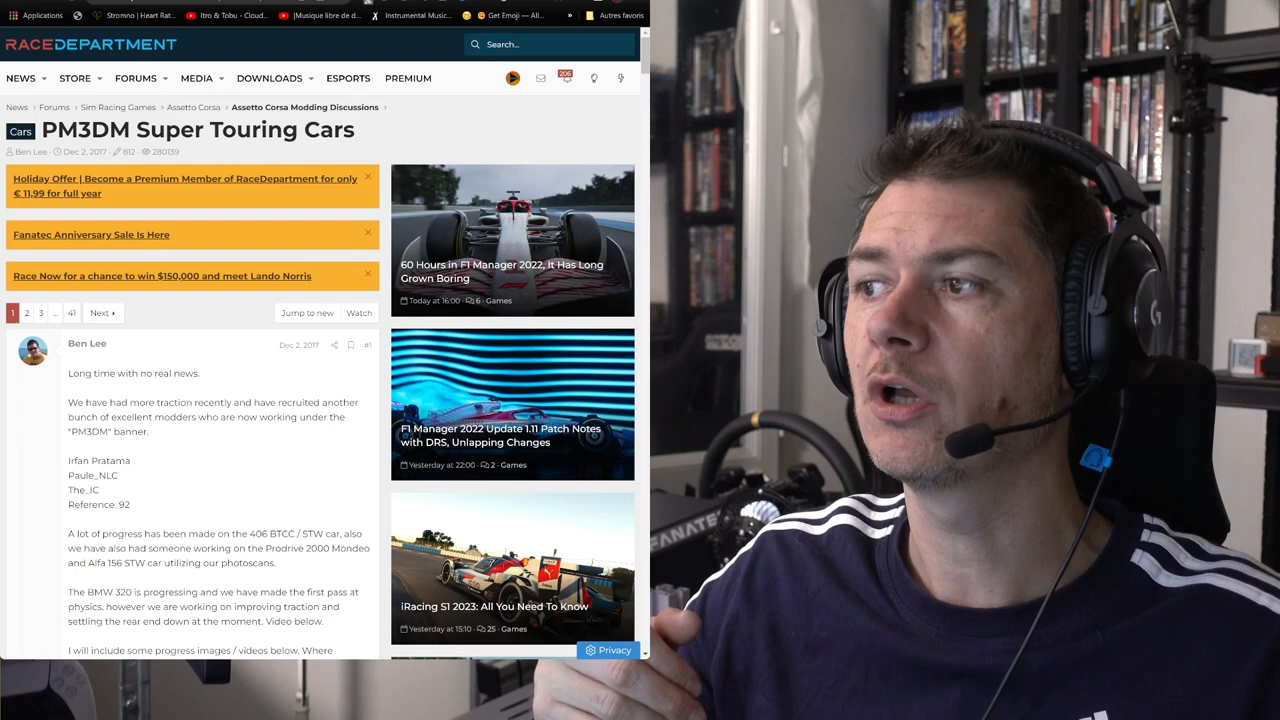 Applications
Stromno | Heart Rat...
Itro & Tobu - Cloud...
|Musique libre de d...
Instrumental Music...
Get Emoji — All...
»
Autres favoris
RACEDEPARTMENT
Search...
NEWS
STORE
FORUMS
MEDIA
DOWNLOADS
ESPORTS
PREMIUM
206
News › Forums › Sim Racing Games › Assetto Corsa › Assetto Corsa Modding Discussions ›
Cars PM3DM Super Touring Cars
Ben Lee · Dec 2, 2017 · 812 · 280139
Holiday Offer | Become a Premium Member of RaceDepartment for only
€ 11,99 for full year
Fanatec Anniversary Sale Is Here
Race Now for a chance to win $150,000 and meet Lando Norris
1 2 3 ... 41 Next
Jump to new
Watch
Ben Lee
Dec 2, 2017
#1
Long time with no real news.
We have had more traction recently and have recruited another
bunch of excellent modders who are now working under the
"PM3DM" banner.
Irfan Pratama
Paule_NLC
The_IC
Reference_92
A lot of progress has been made on the 406 BTCC / STW car, also
we have also had someone working on the Prodrive 2000 Mondeo
and Alfa 156 STW car utilizing our photoscans.
The BMW 320 is progressing and we have made the first pass at
physics, however we are working on improving traction and
settling the rear end down at the moment. Video below.
I will include some progress images / videos below. Where
60 Hours in F1 Manager 2022, It Has Long
Grown Boring
Today at 16:00 · 6 · Games
F1 Manager 2022 Update 1.11 Patch Notes
with DRS, Unlapping Changes
Yesterday at 22:00 · 2 · Games
iRacing S1 2023: All You Need To Know
Yesterday at 15:10 · 25 · Games
Privacy
FANATEC